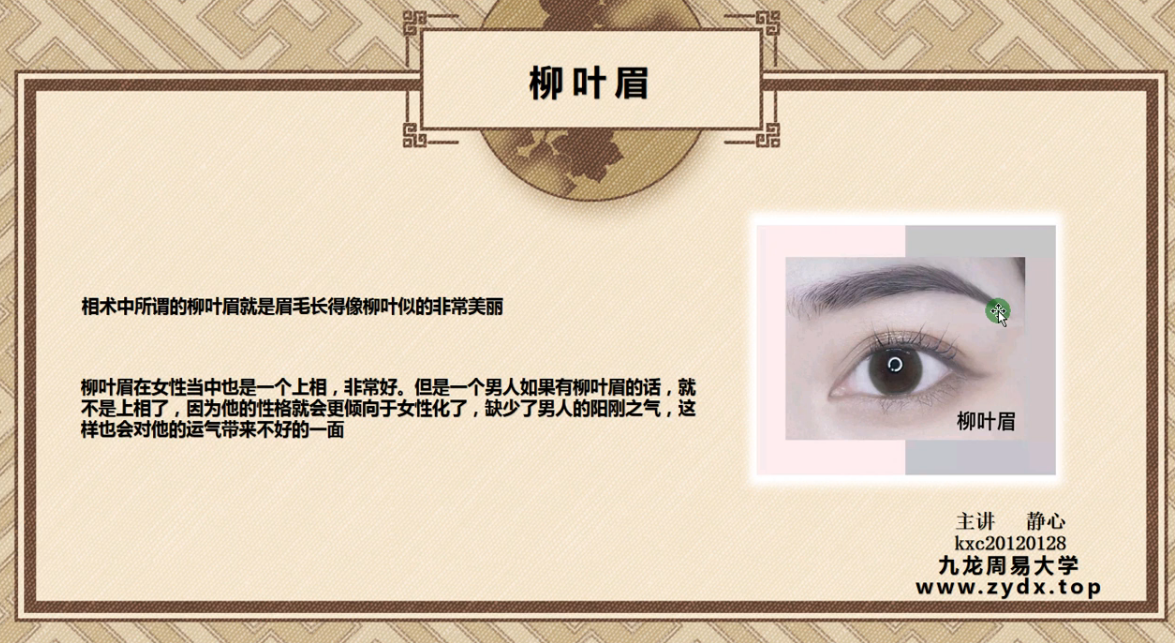 柳叶眉
相术中所谓的柳叶眉就是眉毛长得像柳叶似的非常美丽
柳叶眉在女性当中也是一个上相，非常好。但是一个男人如果有柳叶眉的话，就
不是上相了，因为他的性格就会更倾向于女性化了，缺少了男人的阳刚之气，这
样也会对他的运气带来不好的一面
柳叶眉
主讲 静心
kxc20120128
九龙周易大学
www.zydx.top